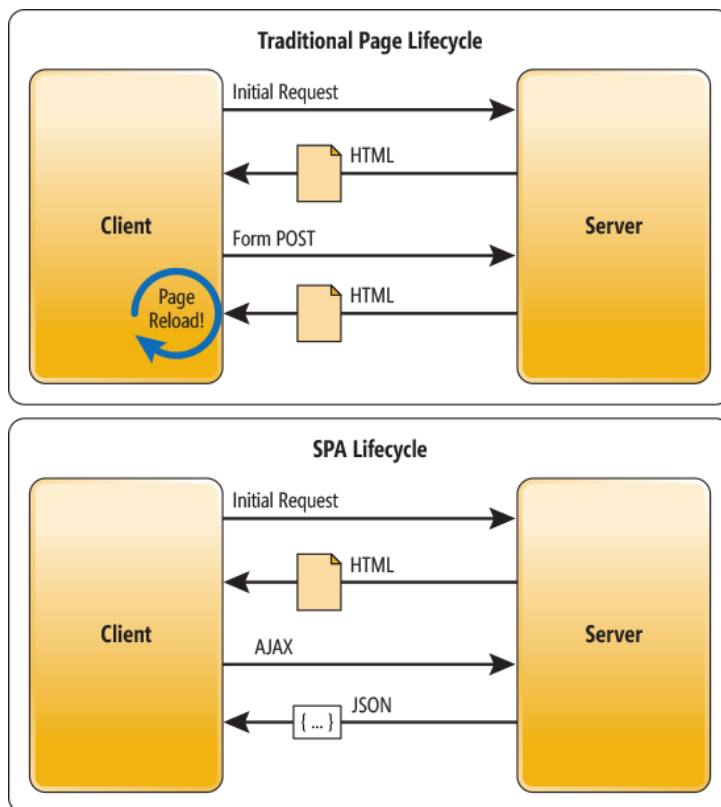 Traditional Page Lifecycle
Initial Request
HTML
Client
Server
Form POST
HTML
Page
Reload!
SPA Lifecycle
Initial Request
HTML
Client
Server
AJAX
JSON
{ ... }